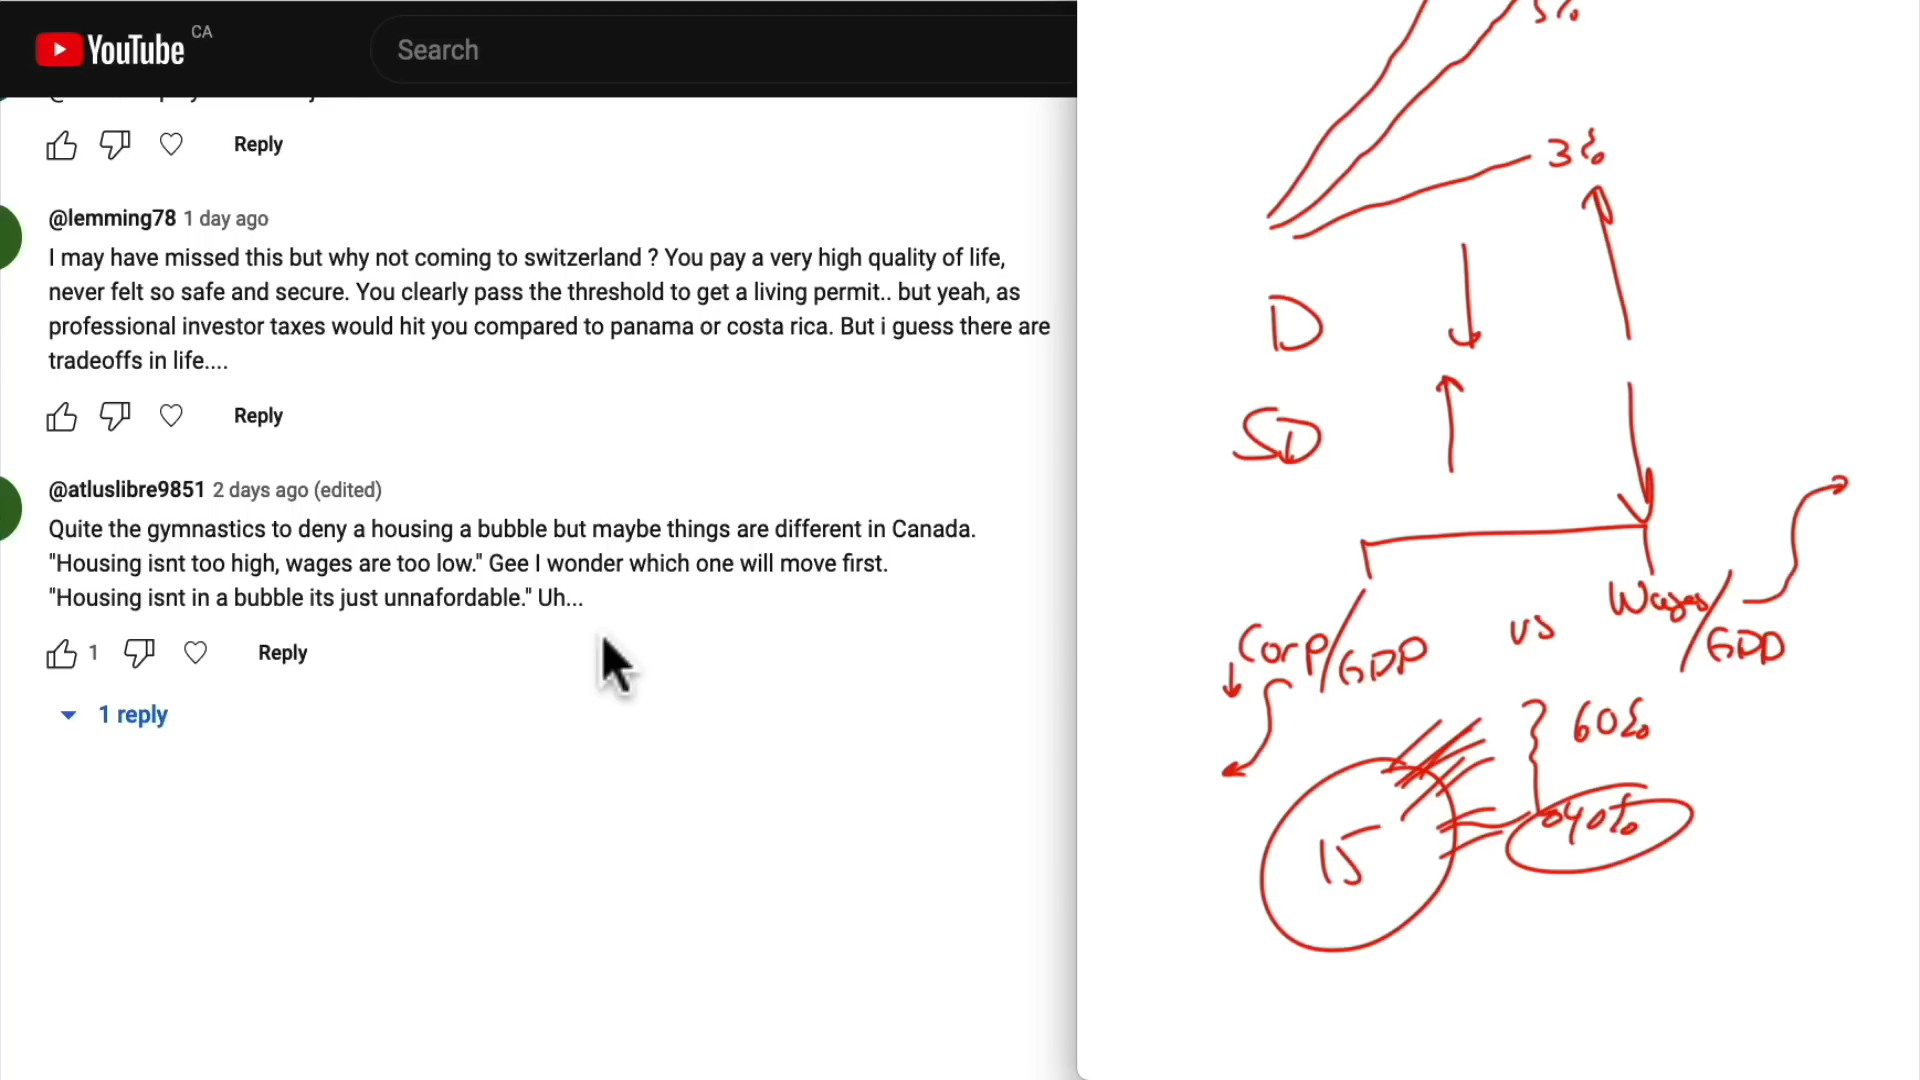 YouTube CA
Search
Reply
@lemming78 1 day ago
I may have missed this but why not coming to switzerland ? You pay a very high quality of life,
never felt so safe and secure. You clearly pass the threshold to get a living permit.. but yeah, as
professional investor taxes would hit you compared to panama or costa rica. But i guess there are
tradeoffs in life....
Reply
@atluslibre9851 2 days ago (edited)
Quite the gymnastics to deny a housing a bubble but maybe things are different in Canada.
"Housing isnt too high, wages are too low." Gee I wonder which one will move first.
"Housing isnt in a bubble its just unnafordable." Uh...
1
Reply
1 reply
3%
D
SD
Corp/GDP vs Wages/GDP
60%
15
40%